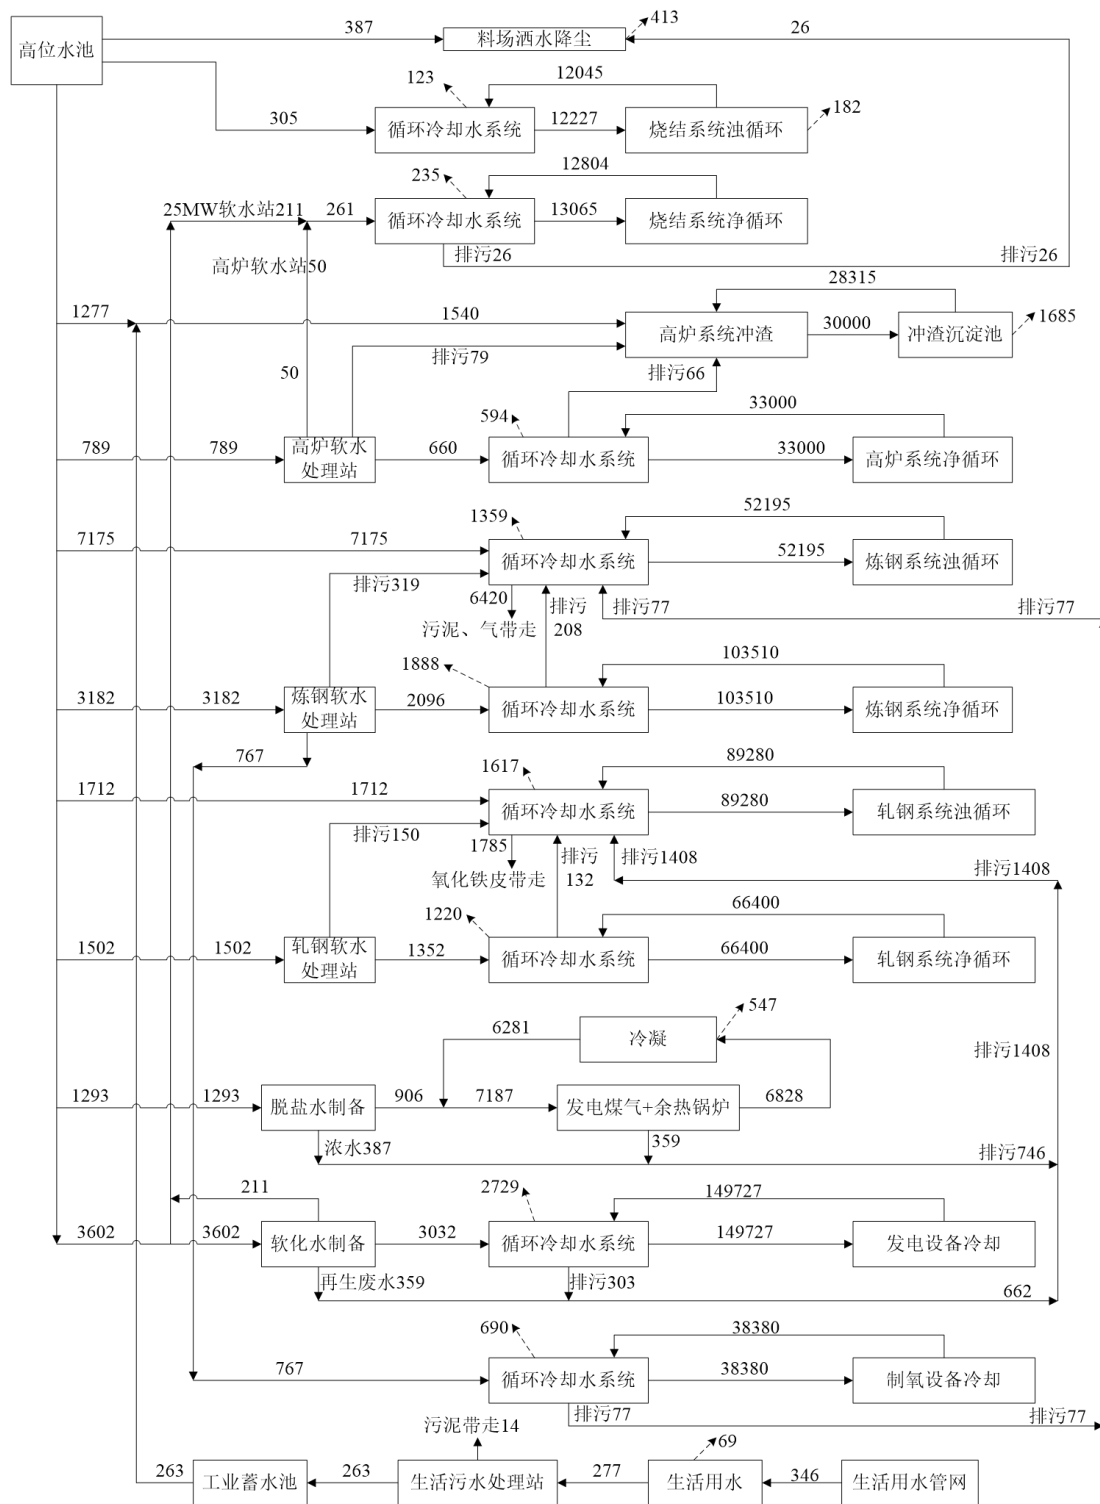 387
413
26
高位水池
料场洒水降尘
12045
123
305
循环冷却水系统
12227
烧结系统浊循环
182
12804
235
25MW软水站211
261
循环冷却水系统
13065
烧结系统净循环
排污26
排污26
高炉软水站50
28315
1277
1540
高炉系统冲渣
30000
冲渣沉淀池
1685
排污79
排污66
50
594
33000
789
789
高炉软水
处理站
660
循环冷却水系统
33000
高炉系统净循环
1359
52195
7175
7175
循环冷却水系统
52195
炼钢系统浊循环
排污319
6420
排污
208
排污77
排污77
污泥、气带走
1888
103510
3182
3182
炼钢软水
处理站
2096
循环冷却水系统
103510
炼钢系统净循环
767
1617
89280
1712
1712
循环冷却水系统
89280
轧钢系统浊循环
排污150
1785
排污
132
排污1408
排污1408
氧化铁皮带走
1220
66400
1502
1502
轧钢软水
处理站
1352
循环冷却水系统
66400
轧钢系统净循环
547
6281
冷凝
排污1408
1293
1293
脱盐水制备
906
7187
发电煤气+余热锅炉
6828
浓水387
359
排污746
211
2729
149727
3602
3602
软化水制备
3032
循环冷却水系统
149727
发电设备冷却
再生废水359
排污303
662
690
38380
767
循环冷却水系统
38380
制氧设备冷却
排污77
排污77
污泥带走14
69
263
工业蓄水池
263
生活污水处理站
277
生活用水
346
生活用水管网